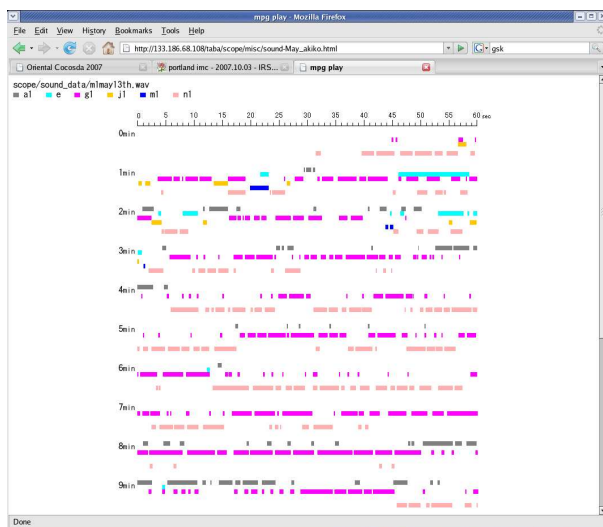 mpg play - Mozilla Firefox
File Edit View History Bookmarks Tools Help
http://133.186.68.108/taba/scope/misc/sound-May_akiko.html
gsk
Oriental Cocosda 2007 portland imc - 2007.10.03 - IRS... mpg play
scope/sound_data/m1may13th.wav
a1 e g1 j1 m1 n1
0 5 10 15 20 25 30 35 40 45 50 55 60 sec
0min
1min
2min
3min
4min
5min
6min
7min
8min
9min
Done